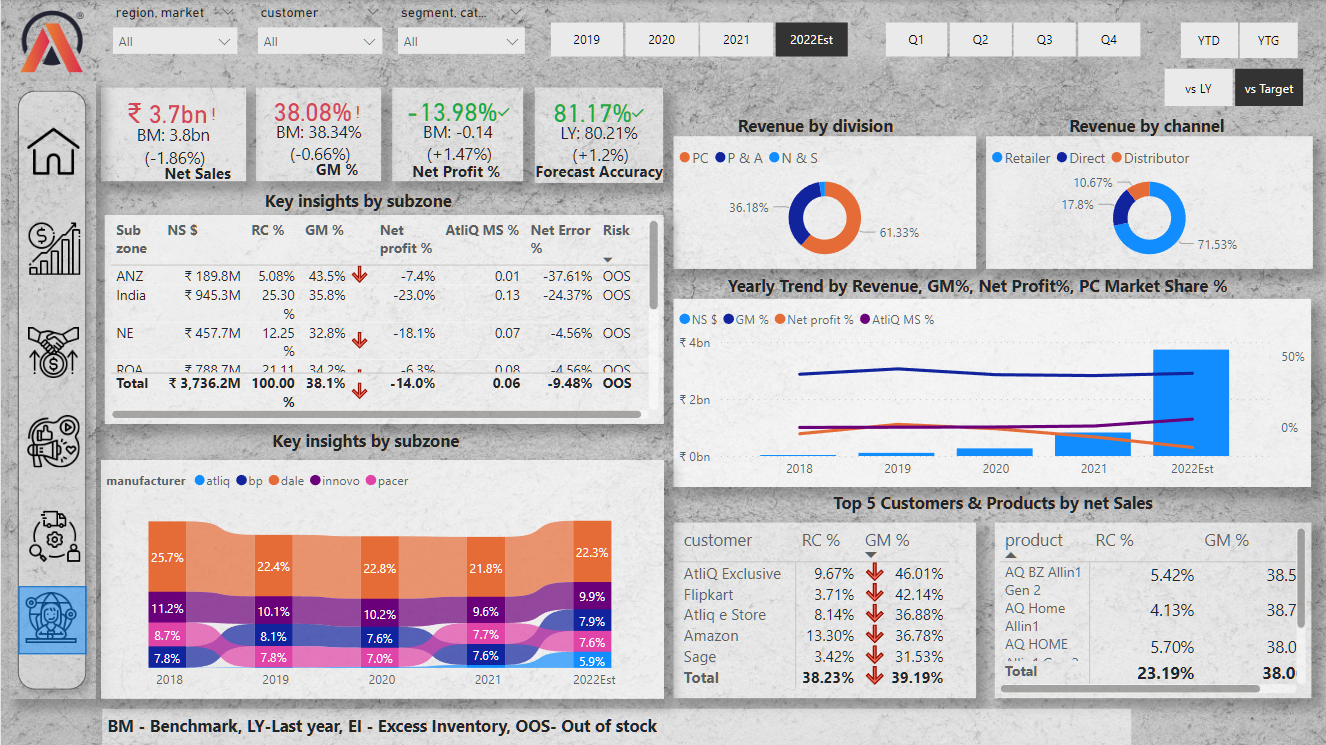 region, market
customer
segment, cat...
All
All
All
2019
2020
2021
2022Est
Q1
Q2
Q3
Q4
YTD
YTG
vs LY
vs Target
₹ 3.7bn!
BM: 3.8bn
(-1.86%)
Net Sales
38.08%!
BM: 38.34%
(-0.66%)
GM %
-13.98%✓
BM: -0.14
(+1.47%)
Net Profit %
81.17%✓
LY: 80.21%
(+1.2%)
Forecast Accuracy
Key insights by subzone
Sub zone NS $ RC % GM % Net profit % AtliQ MS % Net Error % Risk
ANZ ₹ 189.8M 5.08% 43.5% -7.4% 0.01 -37.61% OOS
India ₹ 945.3M 25.30 % 35.8% -23.0% 0.13 -24.37% OOS
NE ₹ 457.7M 12.25 % 32.8% -18.1% 0.07 -4.56% OOS
ROA ₹ 788.7M 21.11 34.2% -6.3% 0.08 -4.56% OOS
Total ₹ 3,736.2M 100.00 % 38.1% -14.0% 0.06 -9.48% OOS
Revenue by division
PC P & A N & S
36.18%
61.33%
Revenue by channel
Retailer Direct Distributor
10.67%
17.8%
71.53%
Yearly Trend by Revenue, GM%, Net Profit%, PC Market Share %
NS $ GM % Net profit % AtliQ MS %
₹ 4bn
₹ 2bn
₹ 0bn
50%
0%
2018 2019 2020 2021 2022Est
Key insights by subzone
manufacturer atliq bp dale innovo pacer
25.7%
11.2%
8.7%
7.8%
22.4%
10.1%
8.1%
7.8%
22.8%
10.2%
7.6%
7.0%
21.8%
9.6%
7.7%
7.6%
22.3%
9.9%
7.9%
7.6%
5.9%
2018 2019 2020 2021 2022Est
Top 5 Customers & Products by net Sales
customer RC % GM %
AtliQ Exclusive 9.67% 46.01%
Flipkart 3.71% 42.14%
Atliq e Store 8.14% 36.88%
Amazon 13.30% 36.78%
Sage 3.42% 31.53%
Total 38.23% 39.19%
product RC % GM %
AQ BZ Allin1 Gen 2 5.42% 38.5
AQ Home Allin1 4.13% 38.7
AQ HOME 5.70% 38.0
Total 23.19% 38.0
BM - Benchmark, LY-Last year, EI - Excess Inventory, OOS- Out of stock